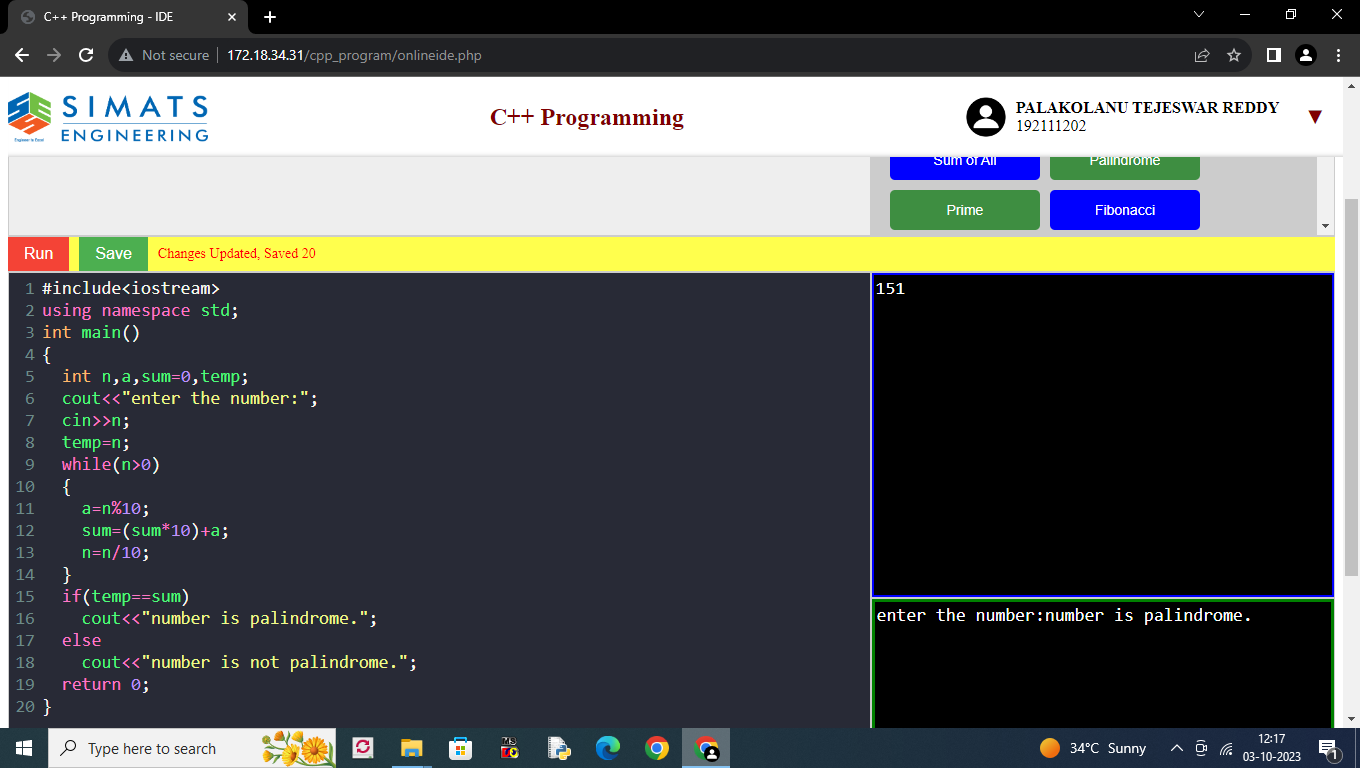 C++ Programming - IDE
Not secure 172.18.34.31/cpp_program/onlineide.php
SIMATS
ENGINEERING
Engineer to Excel
C++ Programming
PALAKOLANU TEJESWAR REDDY
192111202
Sum of All
Palindrome
Prime
Fibonacci
Run
Save
Changes Updated, Saved 20
1 #include<iostream>
2 using namespace std;
3 int main()
4 {
5 int n,a,sum=0,temp;
6 cout<<"enter the number:";
7 cin>>n;
8 temp=n;
9 while(n>0)
10 {
11 a=n%10;
12 sum=(sum*10)+a;
13 n=n/10;
14 }
15 if(temp==sum)
16 cout<<"number is palindrome.";
17 else
18 cout<<"number is not palindrome.";
19 return 0;
20 }
151
enter the number:number is palindrome.
Type here to search
34°C Sunny
12:17
03-10-2023
1